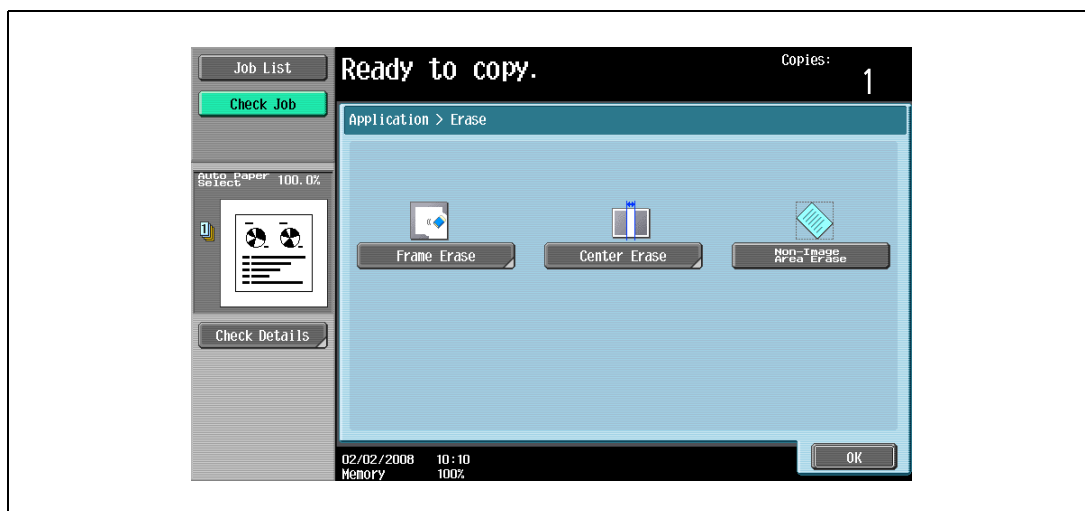 Job List
Check Job
Auto Paper
Select 100.0%
1
Check Details
Ready to copy.
Copies:
1
Application > Erase
Frame Erase
Center Erase
Non-Image
Area Erase
02/02/2008 10:10
Memory 100%
OK